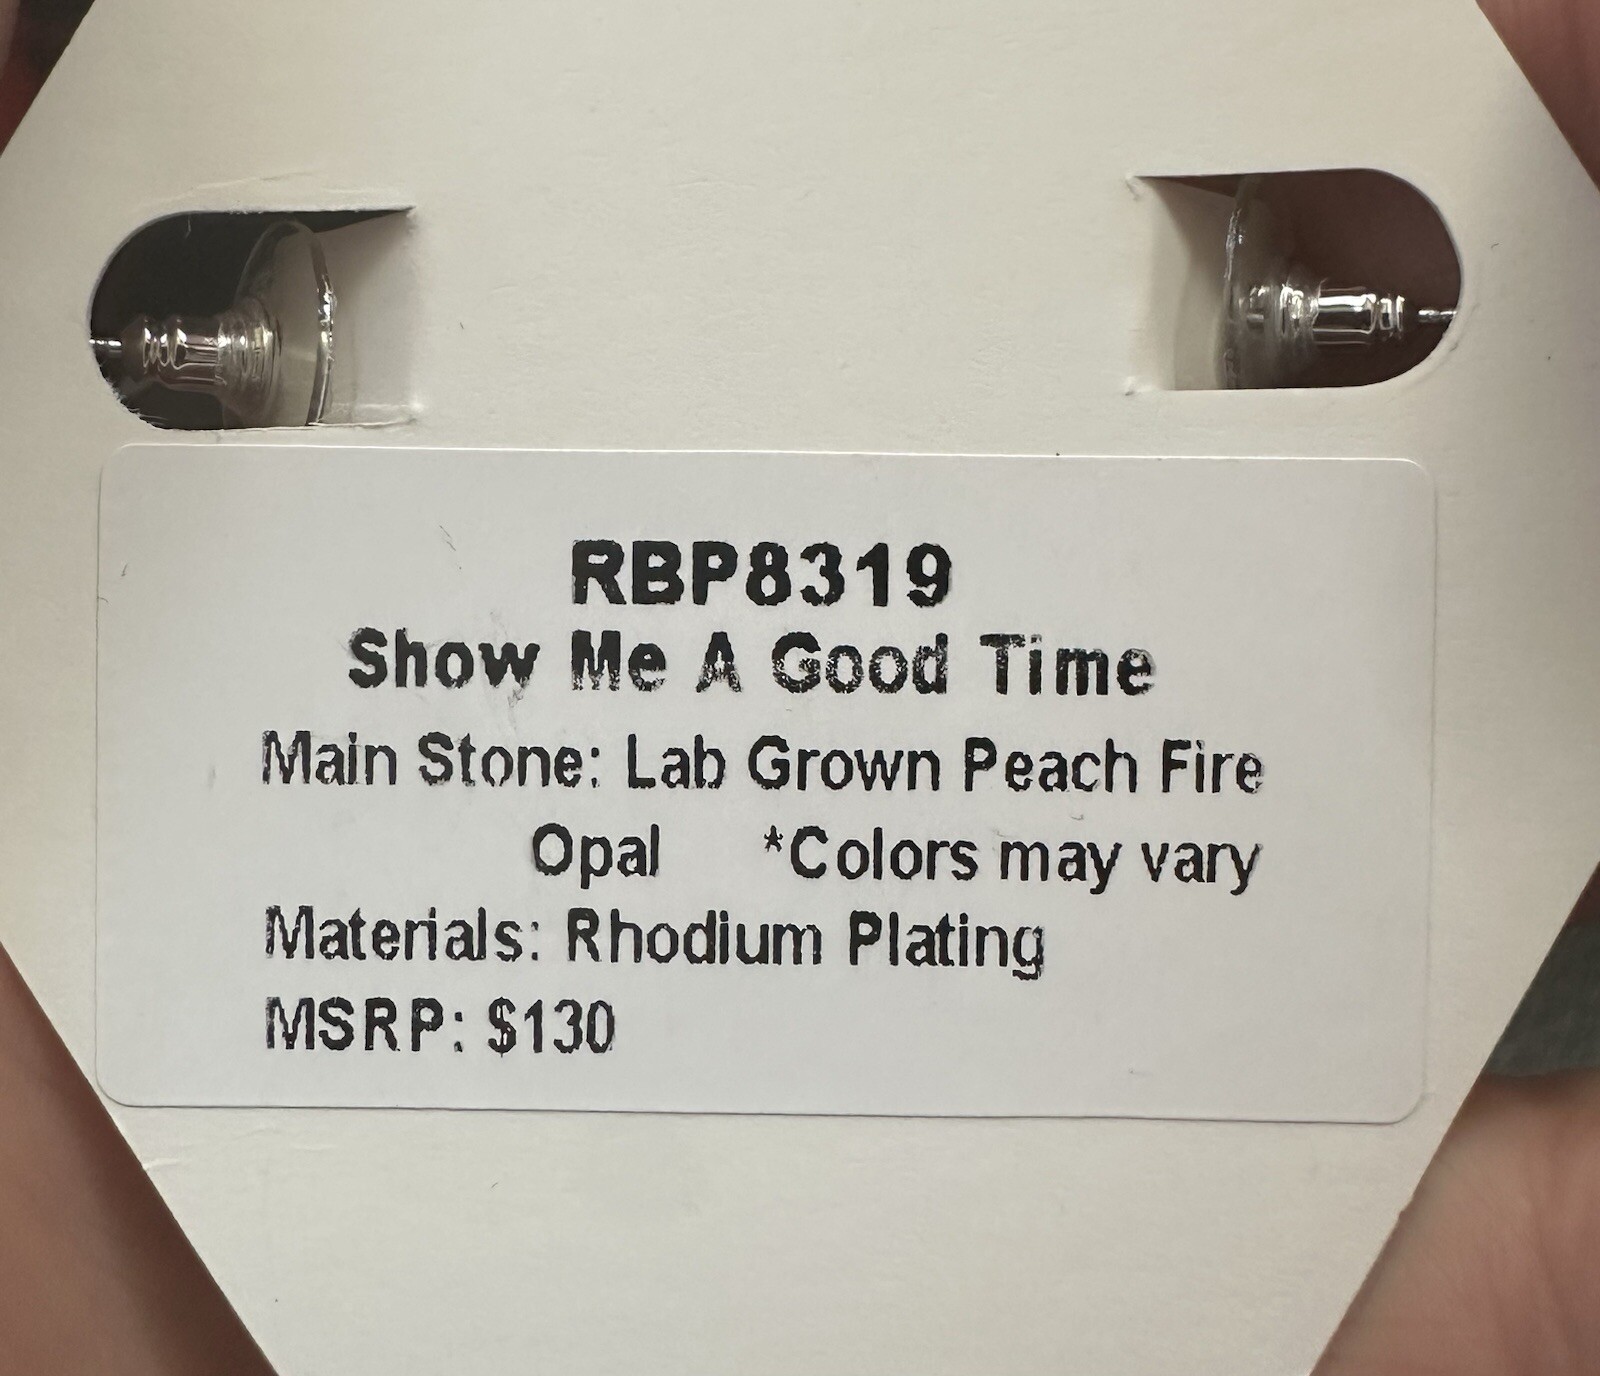 RBP8319
Show Me A Good Time
Main Stone: Lab Grown Peach Fire
Opal *Colors may vary
Materials: Rhodium Plating
MSRP: $130